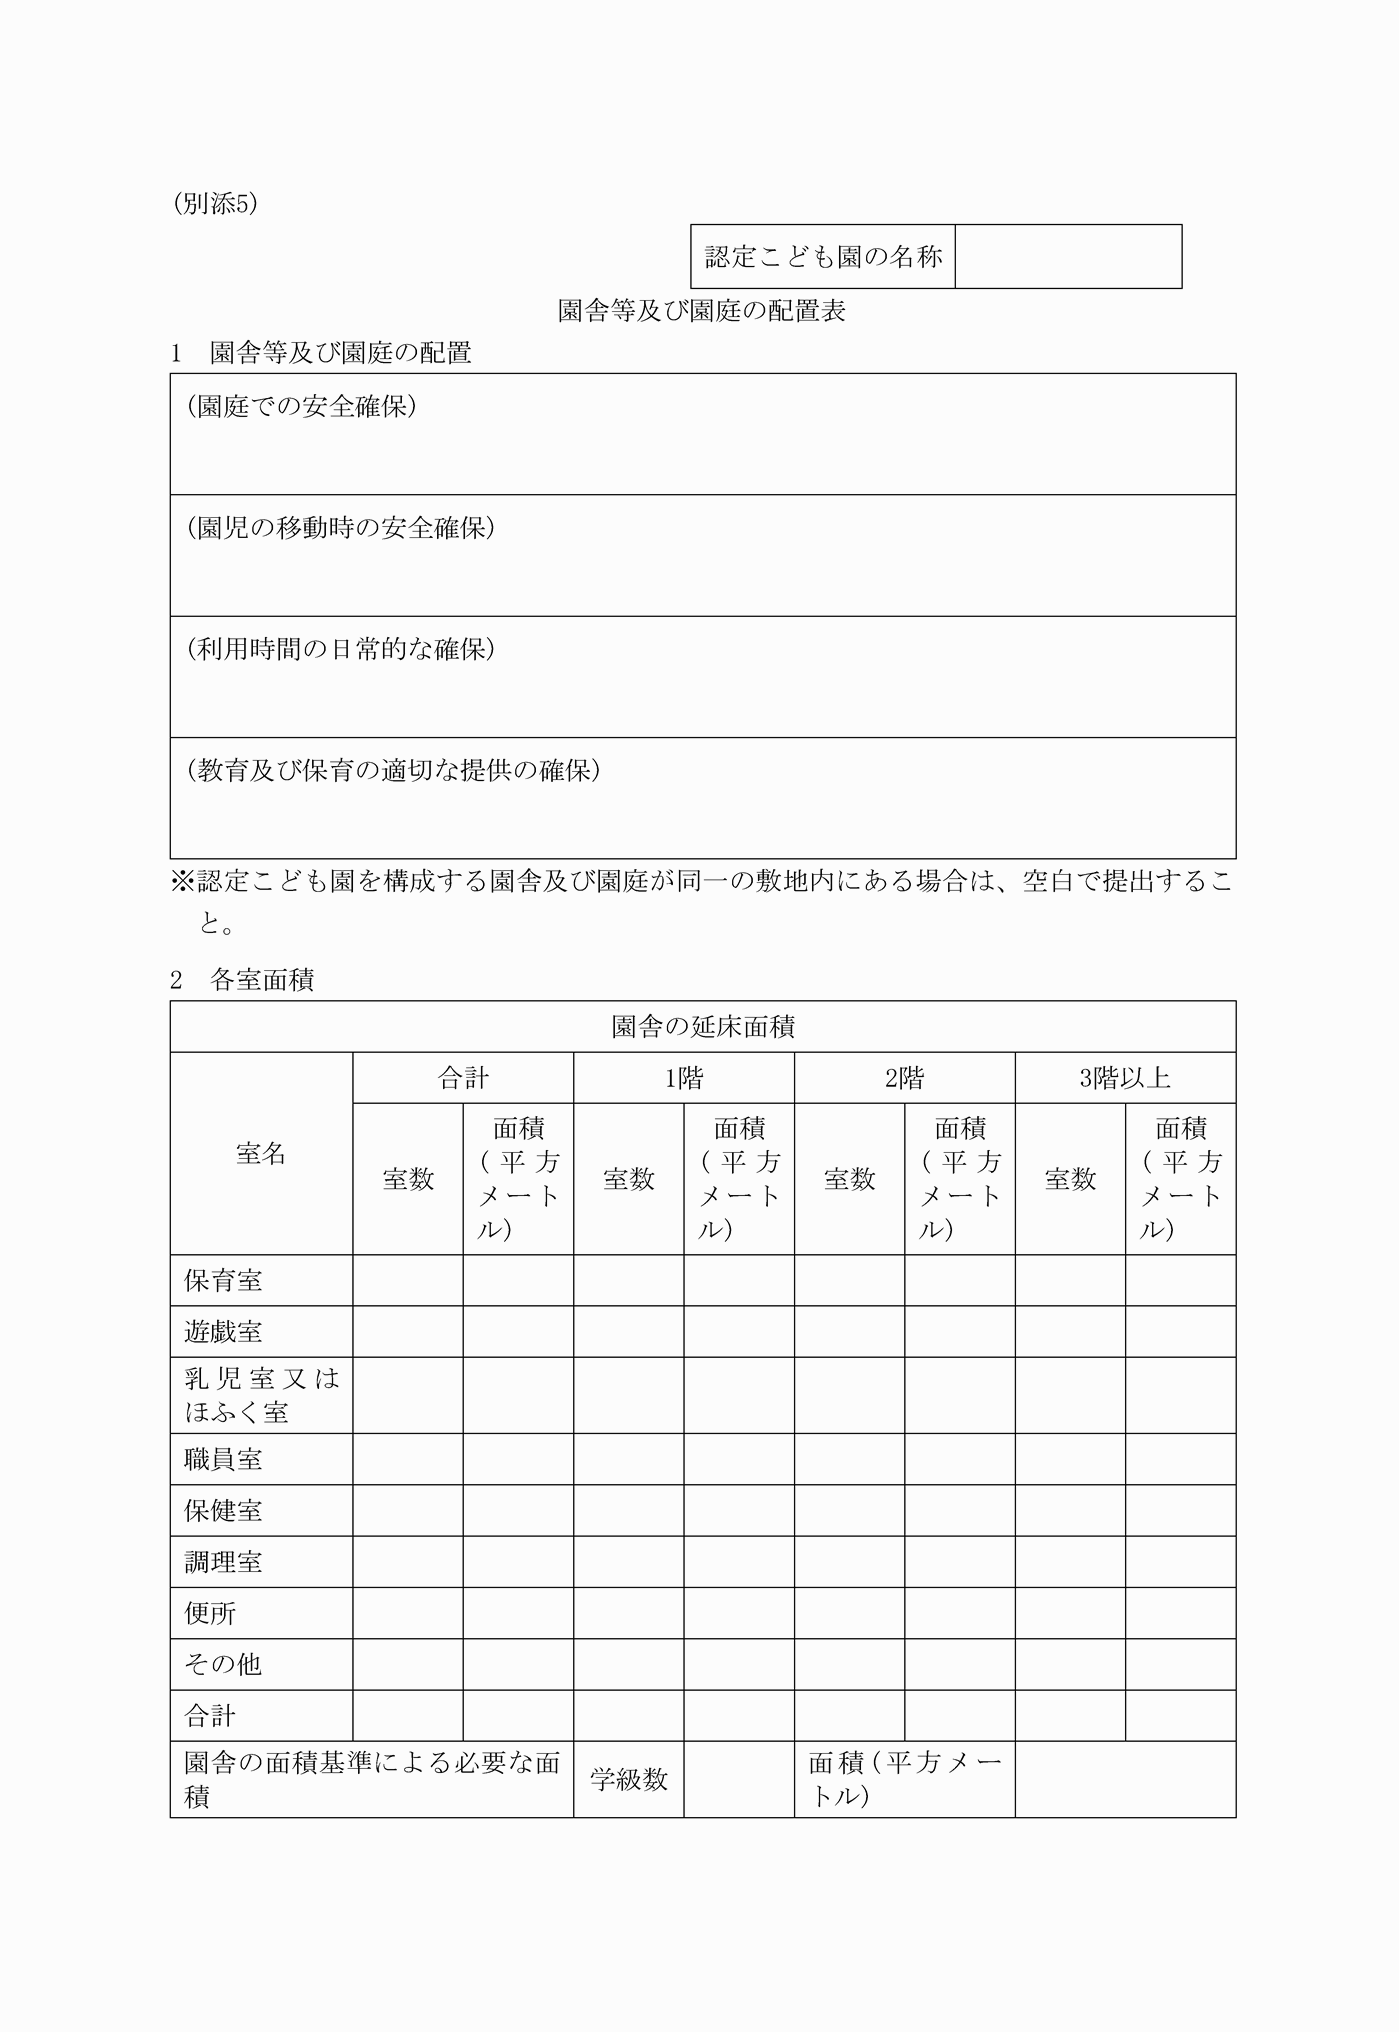 (別添5)
認定こども園の名称
園舎等及び園庭の配置表
1　園舎等及び園庭の配置
(園庭での安全確保)
(園児の移動時の安全確保)
(利用時間の日常的な確保)
(教育及び保育の適切な提供の確保)
※認定こども園を構成する園舎及び園庭が同一の敷地内にある場合は、空白で提出するこ
と。
2　各室面積
園舎の延床面積
室名
合計
1階
2階
3階以上
室数
面積
(平方
メート
ル)
室数
面積
(平方
メート
ル)
室数
面積
(平方
メート
ル)
室数
面積
(平方
メート
ル)
保育室
遊戯室
乳児室又は
ほふく室
職員室
保健室
調理室
便所
その他
合計
園舎の面積基準による必要な面
積
学級数
面積(平方メー
トル)